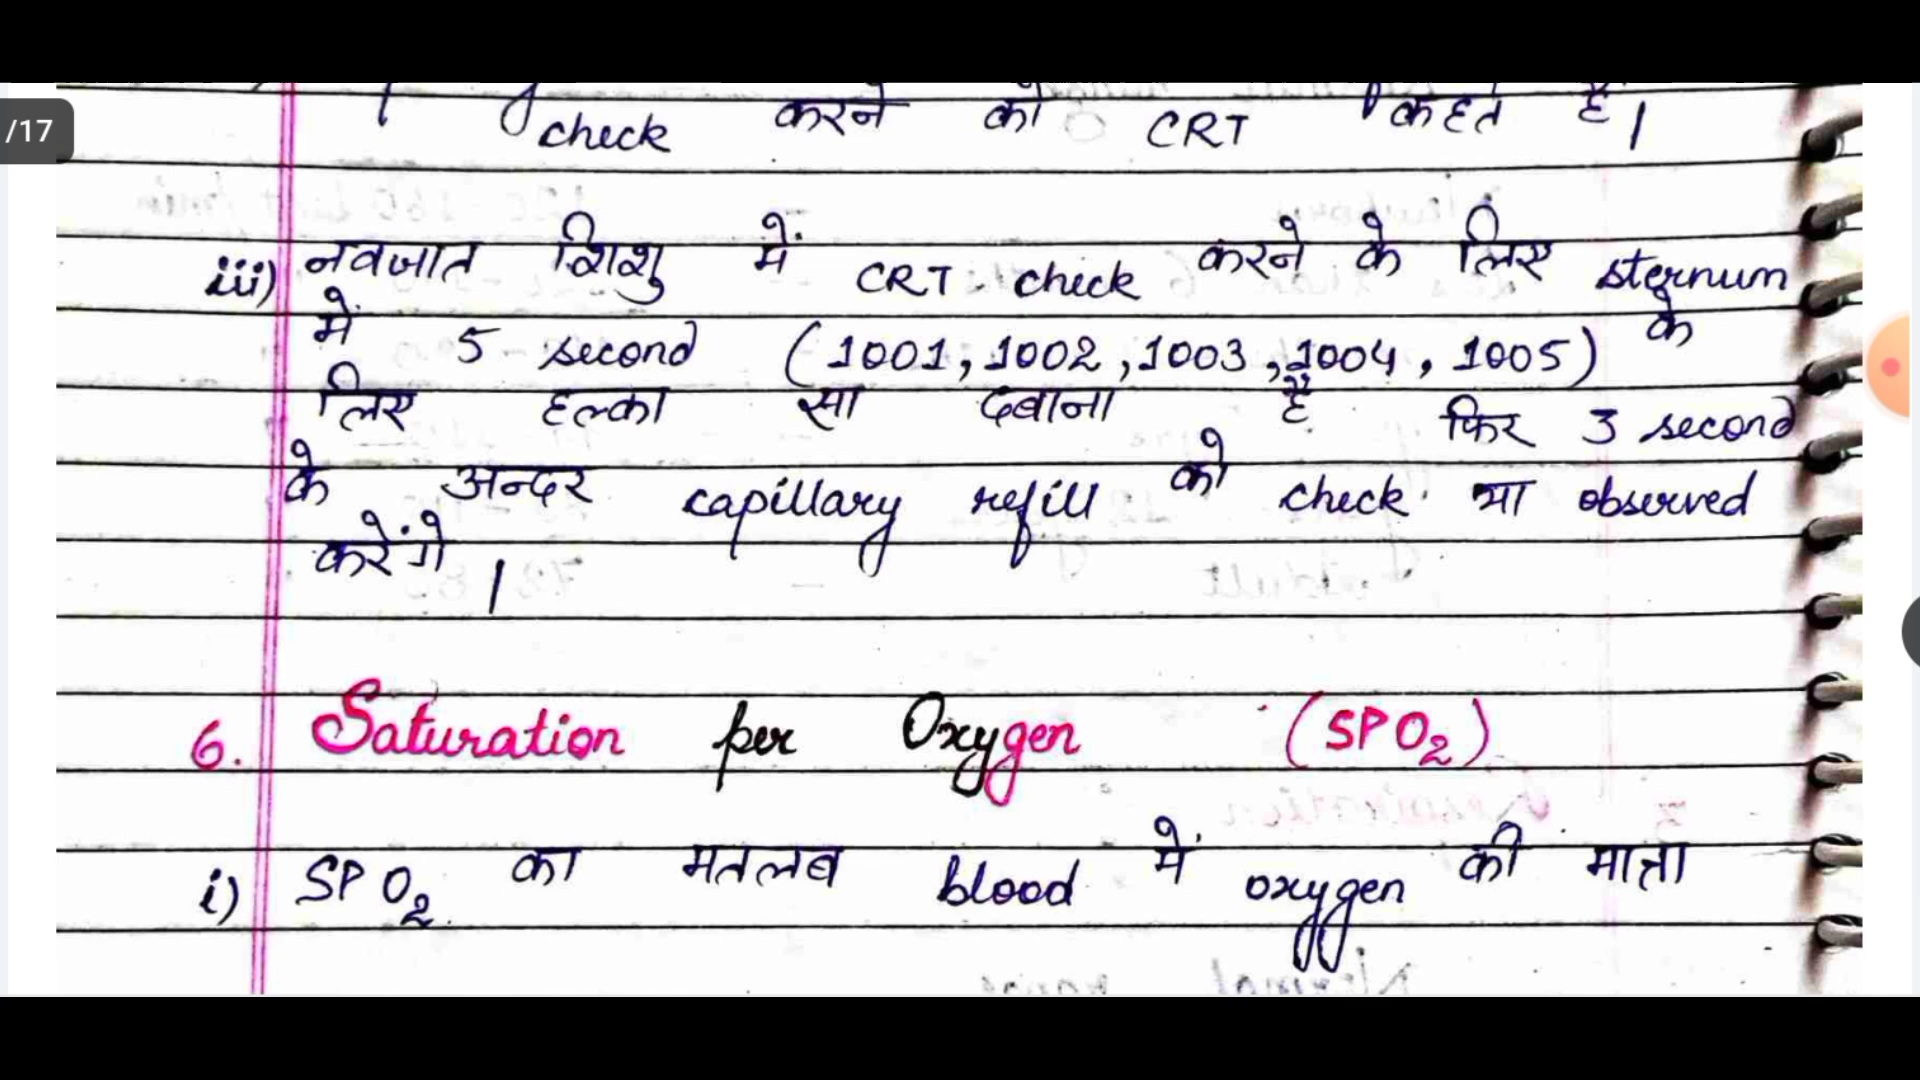 /17
check करने को CRT कहते हैं।
iii) नवजात शिशु में CRT check करने के लिए sternum
में 5 second (1001, 1002, 1003, 1004, 1005) के
लिए हल्का सा दबाना है फिर 3 second
के अन्दर capillary refill को check या observed
करेंगे।
6. Saturation per Oxygen (SPO₂)
i) SPO₂ का मतलब blood में oxygen की मात्रा